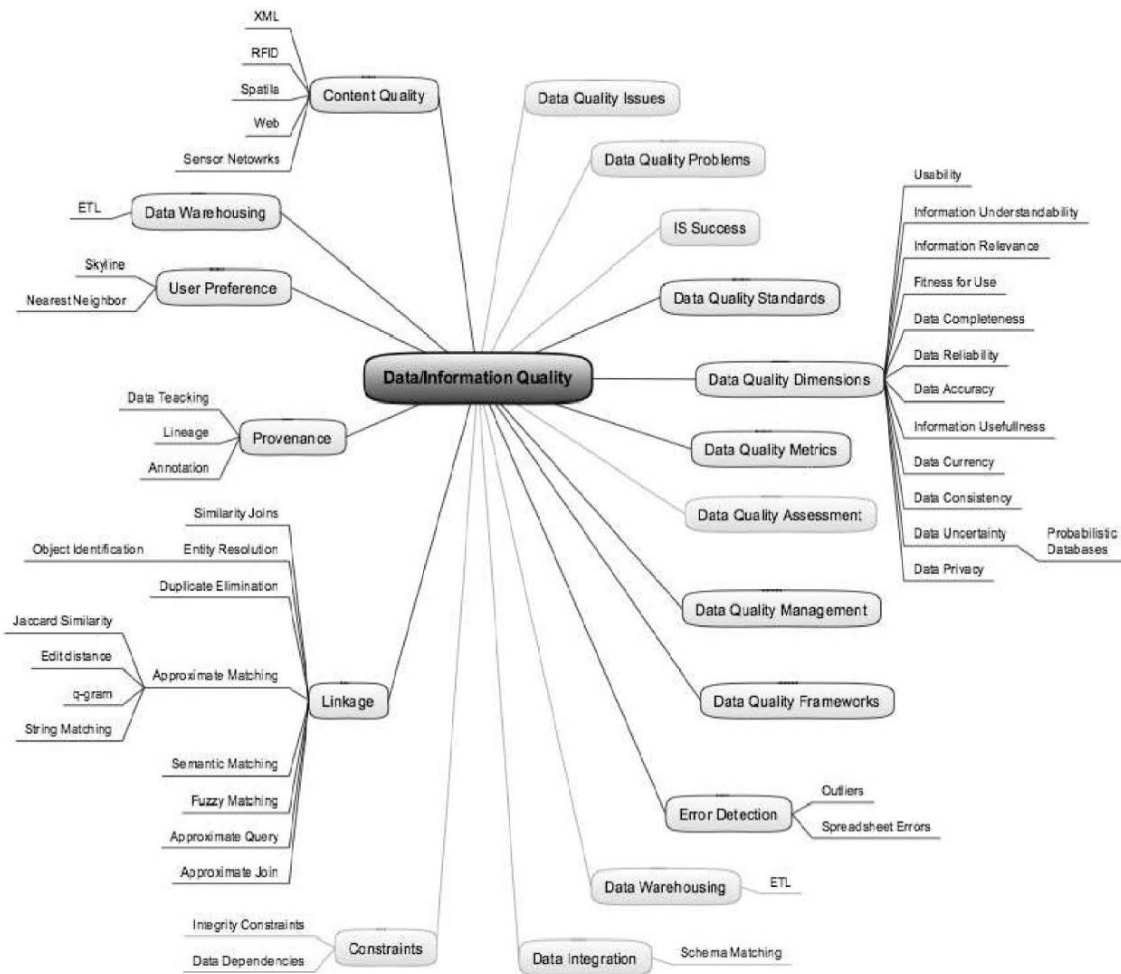 XML
RFID
Spatila
Web
Sensor Netowrks
Content Quality
ETL
Data Warehousing
Skyline
Nearest Neighbor
User Preference
Data/Information Quality
Data Teacking
Lineage
Annotation
Provenance
Similarity Joins
Object Identification
Entity Resolution
Duplicate Elimination
Jaccard Similarity
Edit distance
q-gram
String Matching
Approximate Matching
Linkage
Semantic Matching
Fuzzy Matching
Approximate Query
Approximate Join
Integrity Constraints
Data Dependencies
Constraints
Data Quality Issues
Data Quality Problems
IS Success
Data Quality Standards
Data Quality Dimensions
Usability
Information Understandability
Information Relevance
Fitness for Use
Data Completeness
Data Reliability
Data Accuracy
Information Usefullness
Data Currency
Data Consistency
Data Uncertainty
Probabilistic
Databases
Data Privacy
Data Quality Metrics
Data Quality Assessment
Data Quality Management
Data Quality Frameworks
Error Detection
Outliers
Spreadsheet Errors
Data Warehousing
ETL
Data Integration
Schema Matching